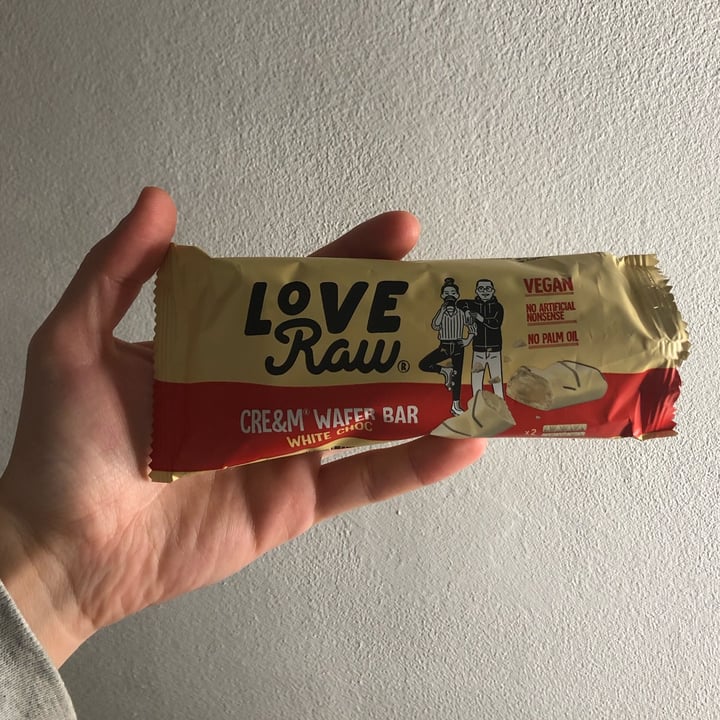 LOVE
Raw®
CRE&M® WAFER BAR
WHITE CHOC
VEGAN
NO ARTIFICIAL
NONSENSE
NO PALM OIL
x2